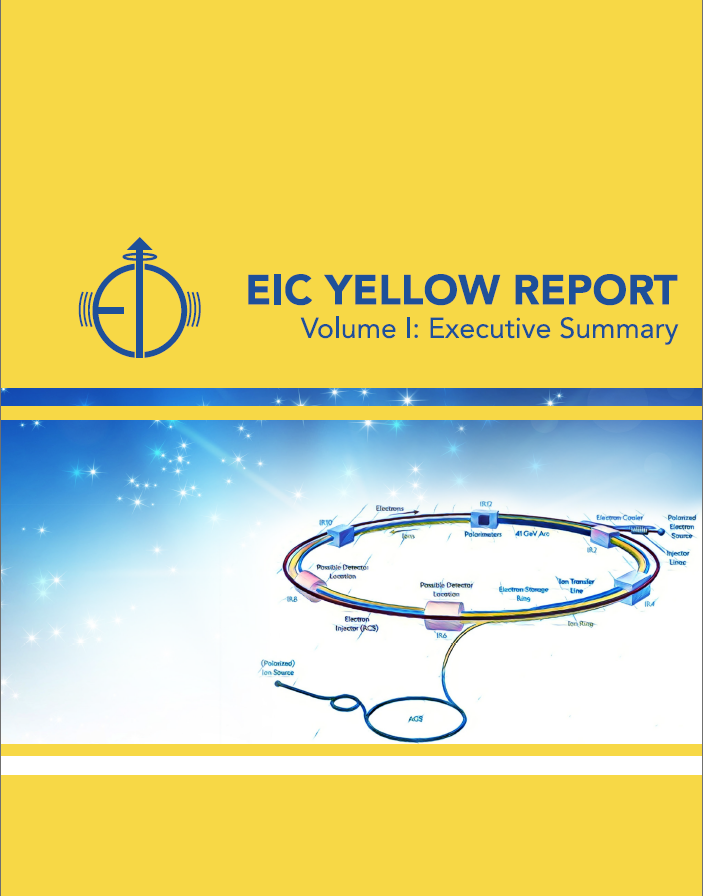 EIC YELLOW REPORT
Volume I: Executive Summary
IR12
Electrons
Ions
IR10
Polarimeters
41 GeV Arc
Electron Cooler
Polarized
Electron
Source
IR2
Injector
Linac
Possible Detector
Location
IR8
Possible Detector
Location
Electron Storage
Ring
Ion Transfer
Line
IR4
Electron
Injector (RCS)
IR6
Ion Ring
(Polarized)
Ion Source
AGS